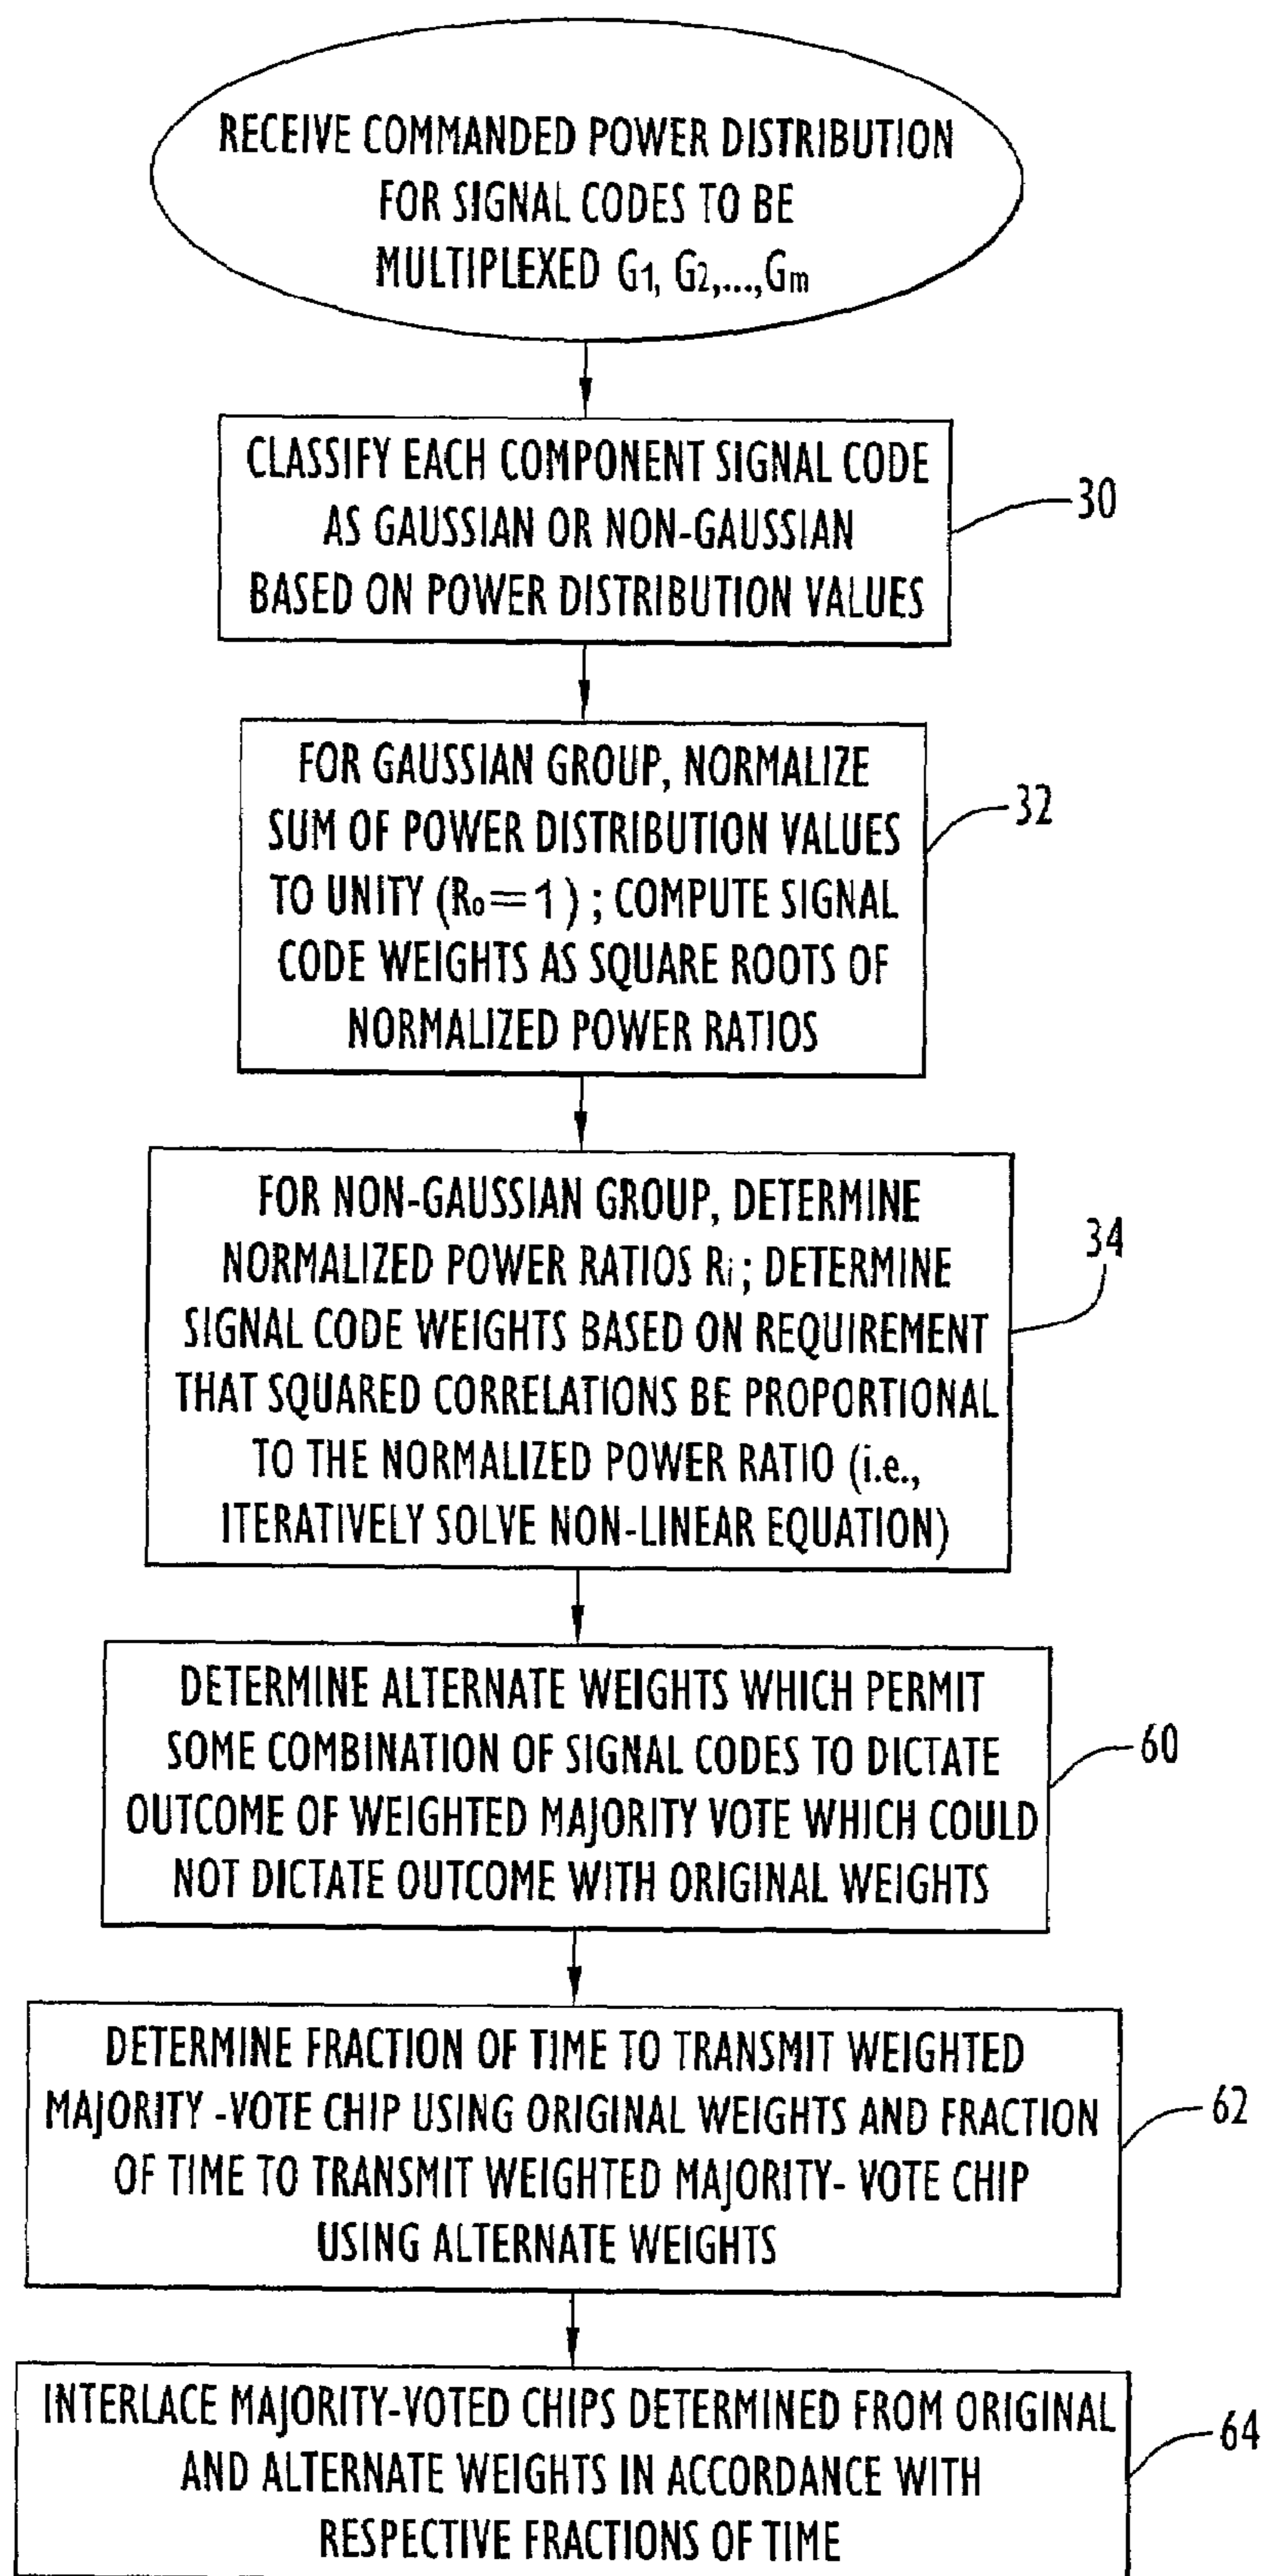 RECEIVE COMMANDED POWER DISTRIBUTION
FOR SIGNAL CODES TO BE
MULTIPLEXED G1, G2,...,Gm
CLASSIFY EACH COMPONENT SIGNAL CODE
AS GAUSSIAN OR NON-GAUSSIAN
BASED ON POWER DISTRIBUTION VALUES
30
FOR GAUSSIAN GROUP, NORMALIZE
SUM OF POWER DISTRIBUTION VALUES
TO UNITY (Ro=1) ; COMPUTE SIGNAL
CODE WEIGHTS AS SQUARE ROOTS OF
NORMALIZED POWER RATIOS
32
FOR NON-GAUSSIAN GROUP, DETERMINE
NORMALIZED POWER RATIOS Ri ; DETERMINE
SIGNAL CODE WEIGHTS BASED ON REQUIREMENT
THAT SQUARED CORRELATIONS BE PROPORTIONAL
TO THE NORMALIZED POWER RATIO (i.e.,
ITERATIVELY SOLVE NON-LINEAR EQUATION)
34
DETERMINE ALTERNATE WEIGHTS WHICH PERMIT
SOME COMBINATION OF SIGNAL CODES TO DICTATE
OUTCOME OF WEIGHTED MAJORITY VOTE WHICH COULD
NOT DICTATE OUTCOME WITH ORIGINAL WEIGHTS
60
DETERMINE FRACTION OF TIME TO TRANSMIT WEIGHTED
MAJORITY -VOTE CHIP USING ORIGINAL WEIGHTS AND FRACTION
OF TIME TO TRANSMIT WEIGHTED MAJORITY- VOTE CHIP
USING ALTERNATE WEIGHTS
62
INTERLACE MAJORITY-VOTED CHIPS DETERMINED FROM ORIGINAL
AND ALTERNATE WEIGHTS IN ACCORDANCE WITH
RESPECTIVE FRACTIONS OF TIME
64